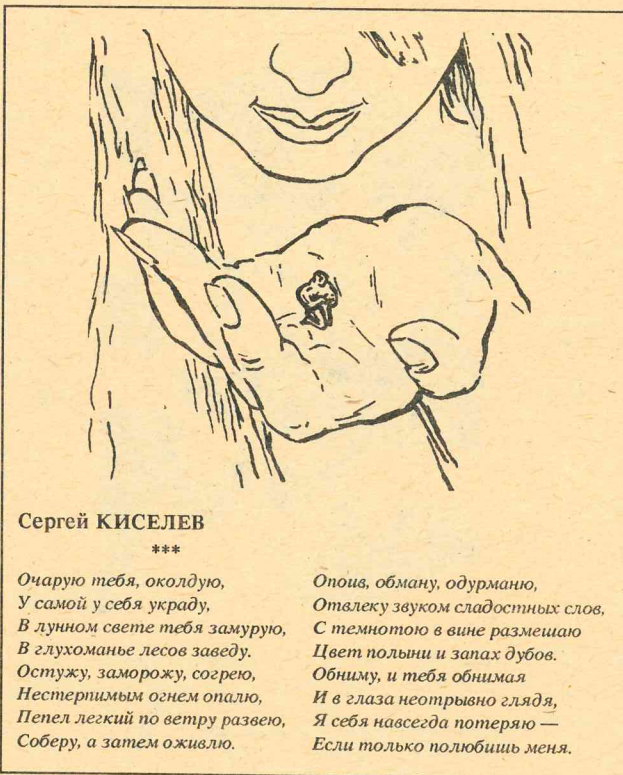 Сергей КИСЕЛЕВ
***
Очарую тебя, околдую,
У самой у себя украду,
В лунном свете тебя замурую,
В глухоманье лесов заведу.
Остужу, заморожу, согрею,
Нестерпимым огнем опалю,
Пепел легкий по ветру развею,
Соберу, а затем оживлю.
Опоив, обману, одурманю,
Отвлеку звуком сладостных слов,
С темнотою в вине размешаю
Цвет полыни и запах дубов.
Обниму, и тебя обнимая
И в глаза неотрывно глядя,
Я себя навсегда потеряю —
Если только полюбишь меня.